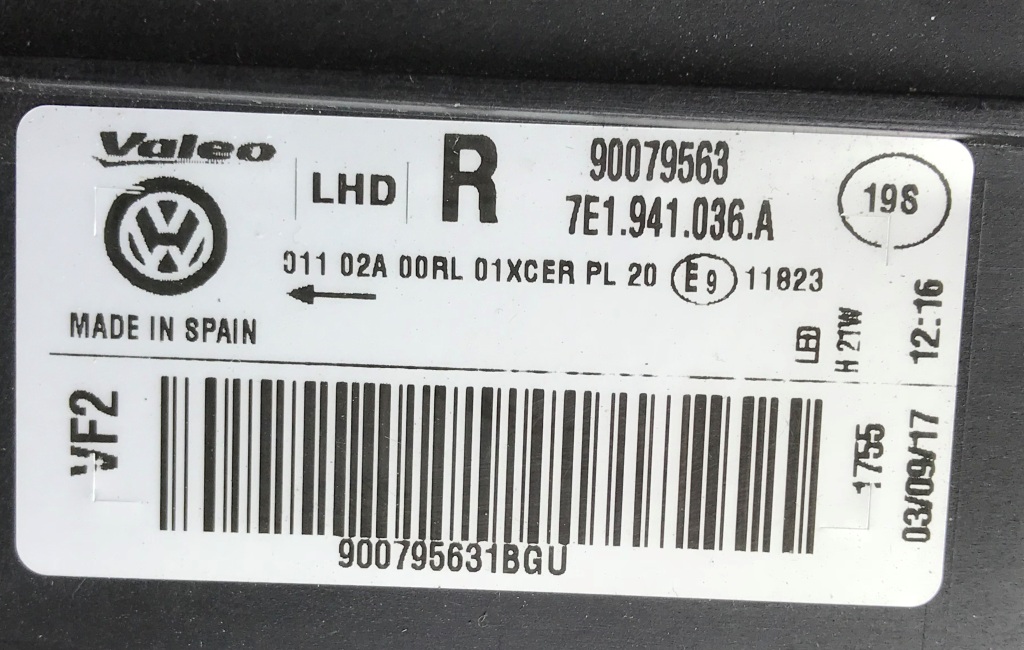 Valeo
LHD
R
90079563
7E1.941.036.A
19S
011 02A 00RL 01XCER PL 20 E9 11823
MADE IN SPAIN
LED
H 21W
12:16
VF2
1755
03/09/17
900795631BGU